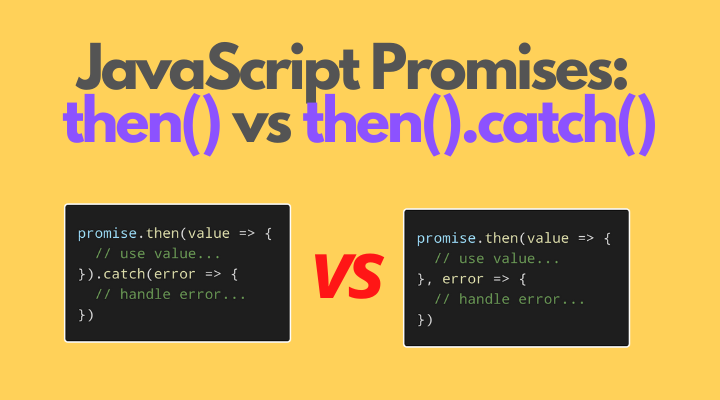 JavaScript Promises:
then() vs then().catch()
promise.then(value => {
  // use value...
}).catch(error => {
  // handle error...
})
VS
promise.then(value => {
  // use value...
}, error => {
  // handle error...
})